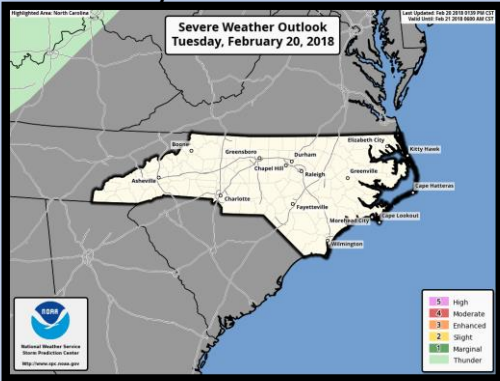 Highlighted Area: North Carolina
Last Updated: Feb 20 2018 0139 PM CST
Valid Until: Feb 21 2018 0600 AM CST
Severe Weather Outlook
Tuesday, February 20, 2018
Boone
Elizabeth City
Greensboro
Durham
Kitty Hawk
Chapel Hill
Raleigh
Asheville
Greenville
Cape Hatteras
Charlotte
Fayetteville
Morehead City
Cape Lookout
Wilmington
NOAA
National Weather Service
Storm Prediction Center
http://www.spc.noaa.gov
5 High
4 Moderate
3 Enhanced
2 Slight
1 Marginal
Thunder